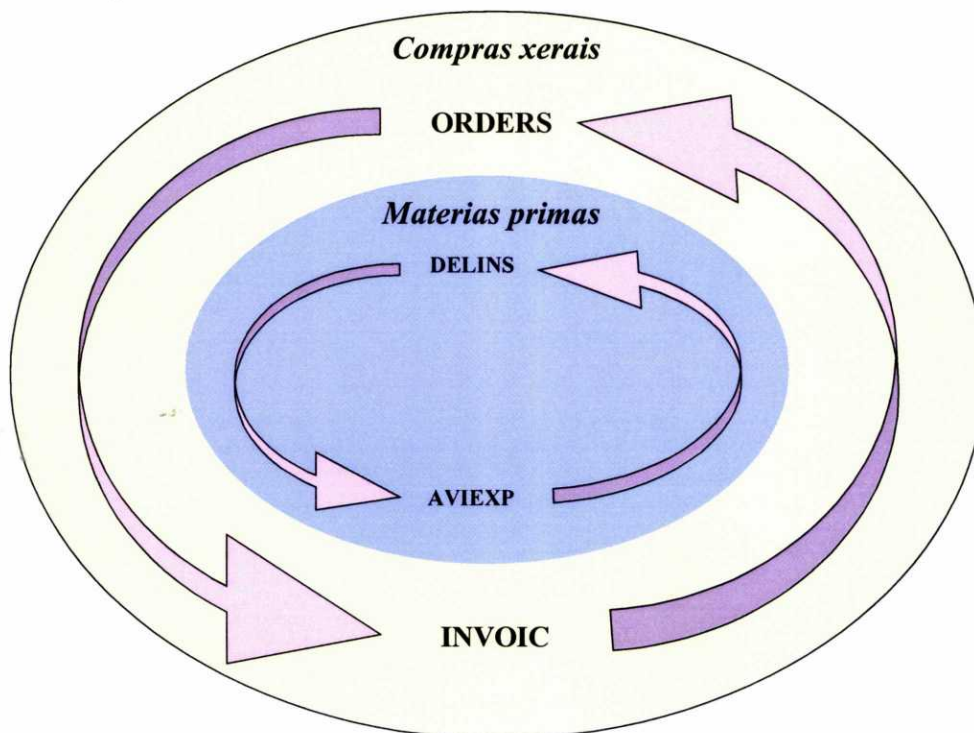 Compras xerais
ORDERS
Materias primas
DELINS
AVIEXP
INVOIC